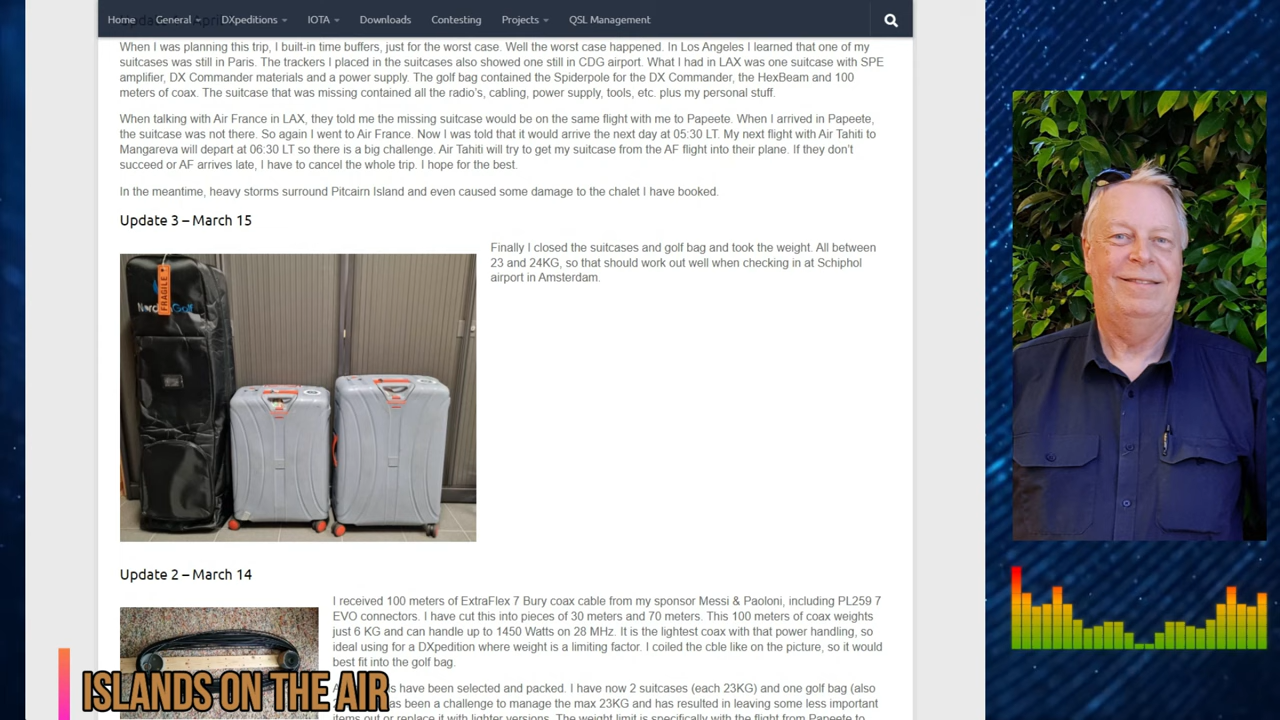 Home General DXpeditions IOTA Downloads Contesting Projects QSL Management
When I was planning this trip, I built-in time buffers, just for the worst case. Well the worst case happened. In Los Angeles I learned that one of my
suitcases was still in Paris. The trackers I placed in the suitcases also showed one still in CDG airport. What I had in LAX was one suitcase with SPE
amplifier, DX Commander materials and a power supply. The golf bag contained the Spiderpole for the DX Commander, the HexBeam and 100
meters of coax. The suitcase that was missing contained all the radio's, cabling, power supply, tools, etc. plus my personal stuff.
When talking with Air France in LAX, they told me the missing suitcase would be on the same flight with me to Papeete. When I arrived in Papeete,
the suitcase was not there. So again I went to Air France. Now I was told that it would arrive the next day at 05:30 LT. My next flight with Air Tahiti to
Mangareva will depart at 06:30 LT so there is a big challenge. Air Tahiti will try to get my suitcase from the AF flight into their plane. If they don't
succeed or AF arrives late, I have to cancel the whole trip. I hope for the best.
In the meantime, heavy storms surround Pitcairn Island and even caused some damage to the chalet I have booked.
Update 3 – March 15
Finally I closed the suitcases and golf bag and took the weight. All between
23 and 24KG, so that should work out well when checking in at Schiphol
airport in Amsterdam.
FRAGILE
Update 2 – March 14
I received 100 meters of ExtraFlex 7 Bury coax cable from my sponsor Messi & Paoloni, including PL259 7
EVO connectors. I have cut this into pieces of 30 meters and 70 meters. This 100 meters of coax weights
just 6 KG and can handle up to 1450 Watts on 28 MHz. It is the lightest coax with that power handling, so
ideal using for a DXpedition where weight is a limiting factor. I coiled the cble like on the picture, so it would
best fit into the golf bag.
have been selected and packed. I have now 2 suitcases (each 23KG) and one golf bag (also
has been a challenge to manage the max 23KG and has resulted in leaving some less important
items out or replace it with lighter versions. The weight limit is specifically with the flight from Papeete to
ISLANDS ON THE AIR